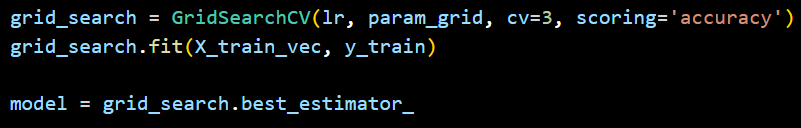 grid_search = GridSearchCV(lr, param_grid, cv=3, scoring='accuracy')
grid_search.fit(X_train_vec, y_train)
model = grid_search.best_estimator_